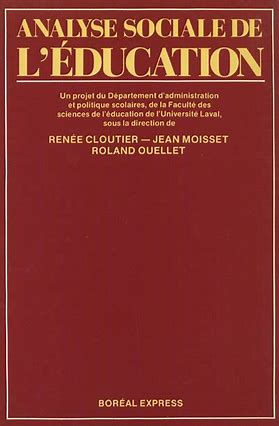 ANALYSE SOCIALE DE
L'ÉDUCATION
Un projet du Département d'administration
et politique scolaires, de la Faculté des
sciences de l'éducation de l'Université Laval,
sous la direction de
RENÉE CLOUTIER — JEAN MOISSET
ROLAND OUELLET
BORÉAL EXPRESS